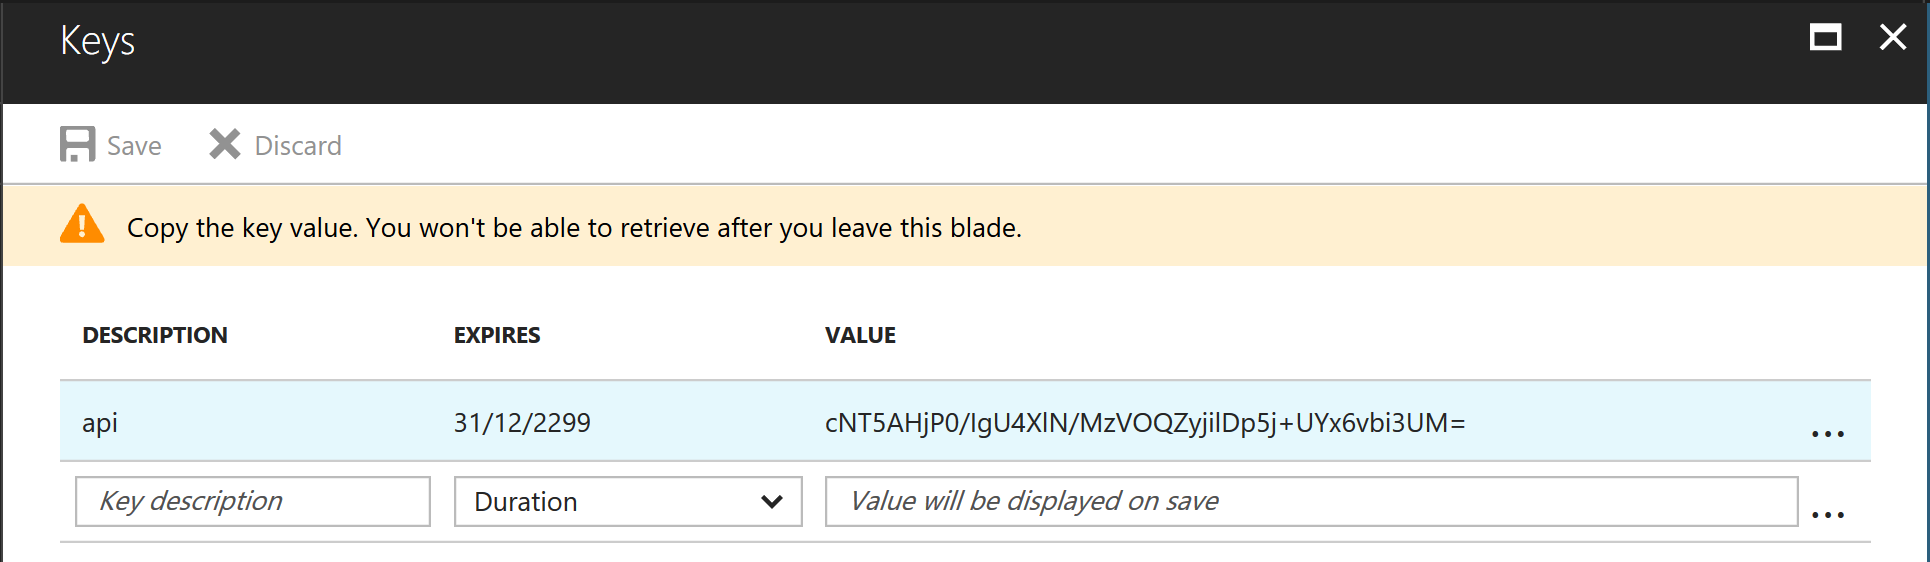 Keys
Save Discard
Copy the key value. You won't be able to retrieve after you leave this blade.
DESCRIPTION EXPIRES VALUE
api 31/12/2299 cNT5AHjP0/IgU4XlN/MzVOQZyjilDp5j+UYx6vbi3UM=
Key description Duration Value will be displayed on save